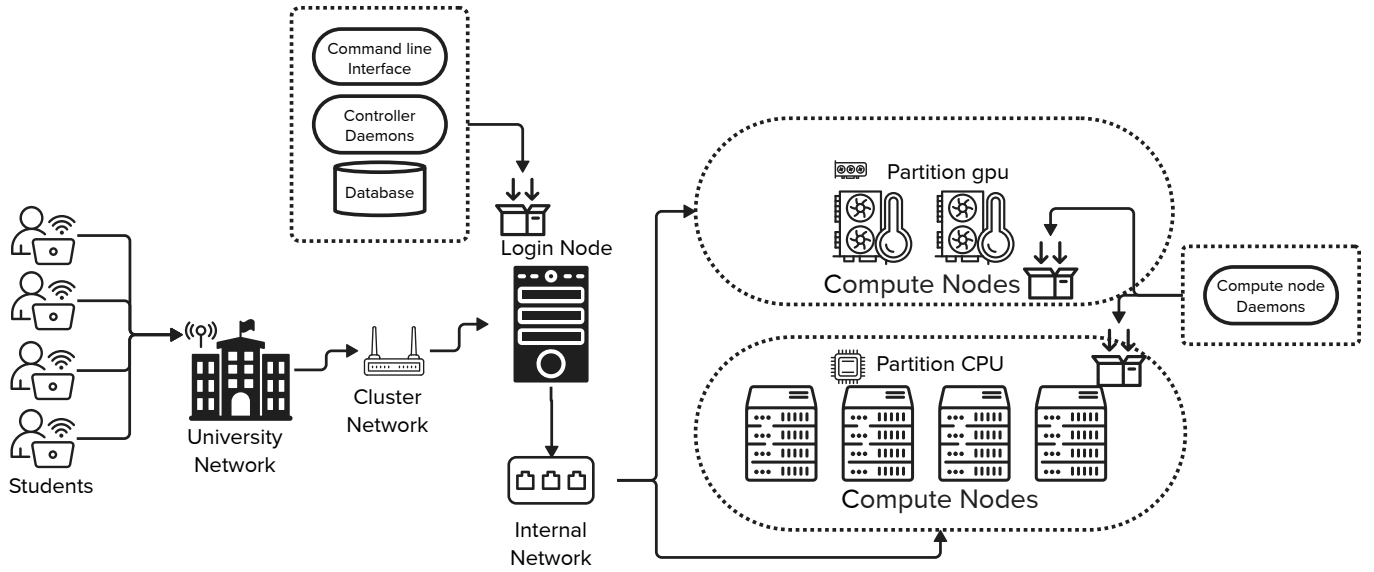 Command line
Interface
Controller
Daemons
Database
Login Node
Students
University
Network
Cluster
Network
Internal
Network
Partition gpu
Compute Nodes
Compute node
Daemons
Partition CPU
Compute Nodes